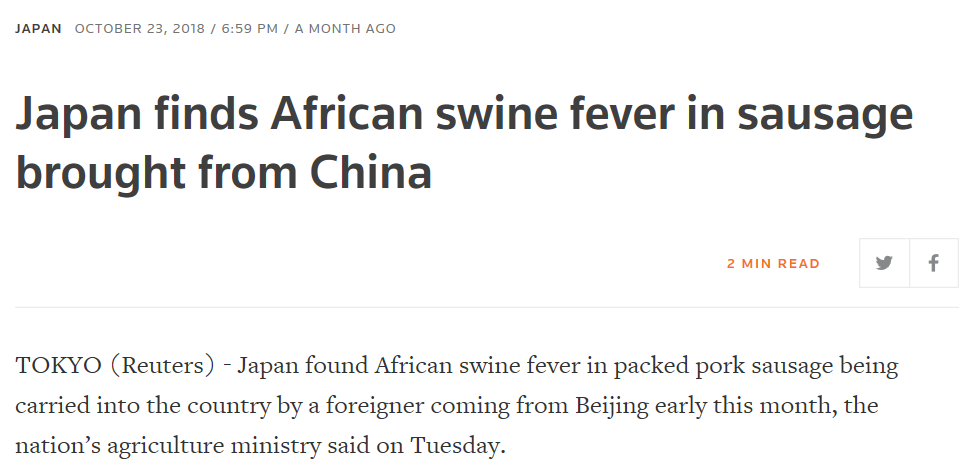 JAPAN OCTOBER 23, 2018 / 6:59 PM / A MONTH AGO
Japan finds African swine fever in sausage
brought from China
2 MIN READ
TOKYO (Reuters) - Japan found African swine fever in packed pork sausage being
carried into the country by a foreigner coming from Beijing early this month, the
nation’s agriculture ministry said on Tuesday.